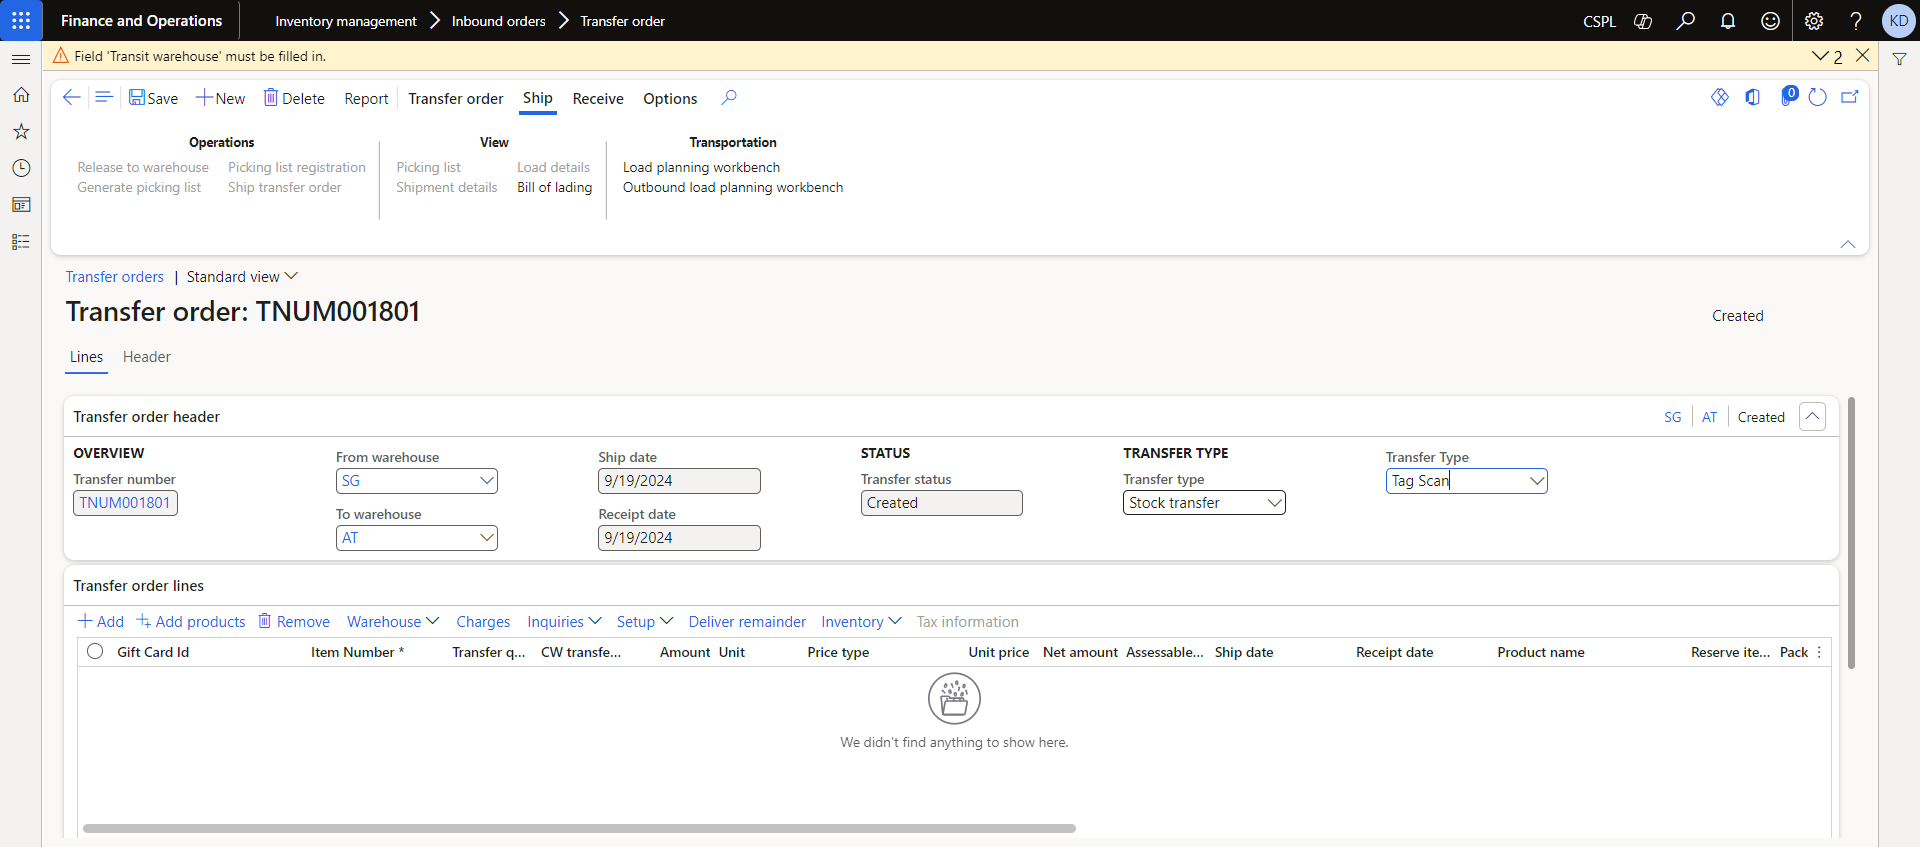 Finance and Operations
Inventory management
Inbound orders
Transfer order
CSPL
KD
Field 'Transit warehouse' must be filled in.
2
Save
New
Delete
Report
Transfer order
Ship
Receive
Options
0
Operations
View
Transportation
Release to warehouse
Picking list registration
Picking list
Load details
Load planning workbench
Generate picking list
Ship transfer order
Shipment details
Bill of lading
Outbound load planning workbench
Transfer orders | Standard view
Transfer order: TNUM001801
Created
Lines
Header
Transfer order header
SG
AT
Created
OVERVIEW
Transfer number
TNUM001801
From warehouse
SG
To warehouse
AT
Ship date
9/19/2024
Receipt date
9/19/2024
STATUS
Transfer status
Created
TRANSFER TYPE
Transfer type
Stock transfer
Transfer Type
Tag Scan
Transfer order lines
Add
Add products
Remove
Warehouse
Charges
Inquiries
Setup
Deliver remainder
Inventory
Tax information
Gift Card Id
Item Number *
Transfer q...
CW transfe...
Amount
Unit
Price type
Unit price
Net amount
Assessable...
Ship date
Receipt date
Product name
Reserve ite...
Pack
We didn't find anything to show here.